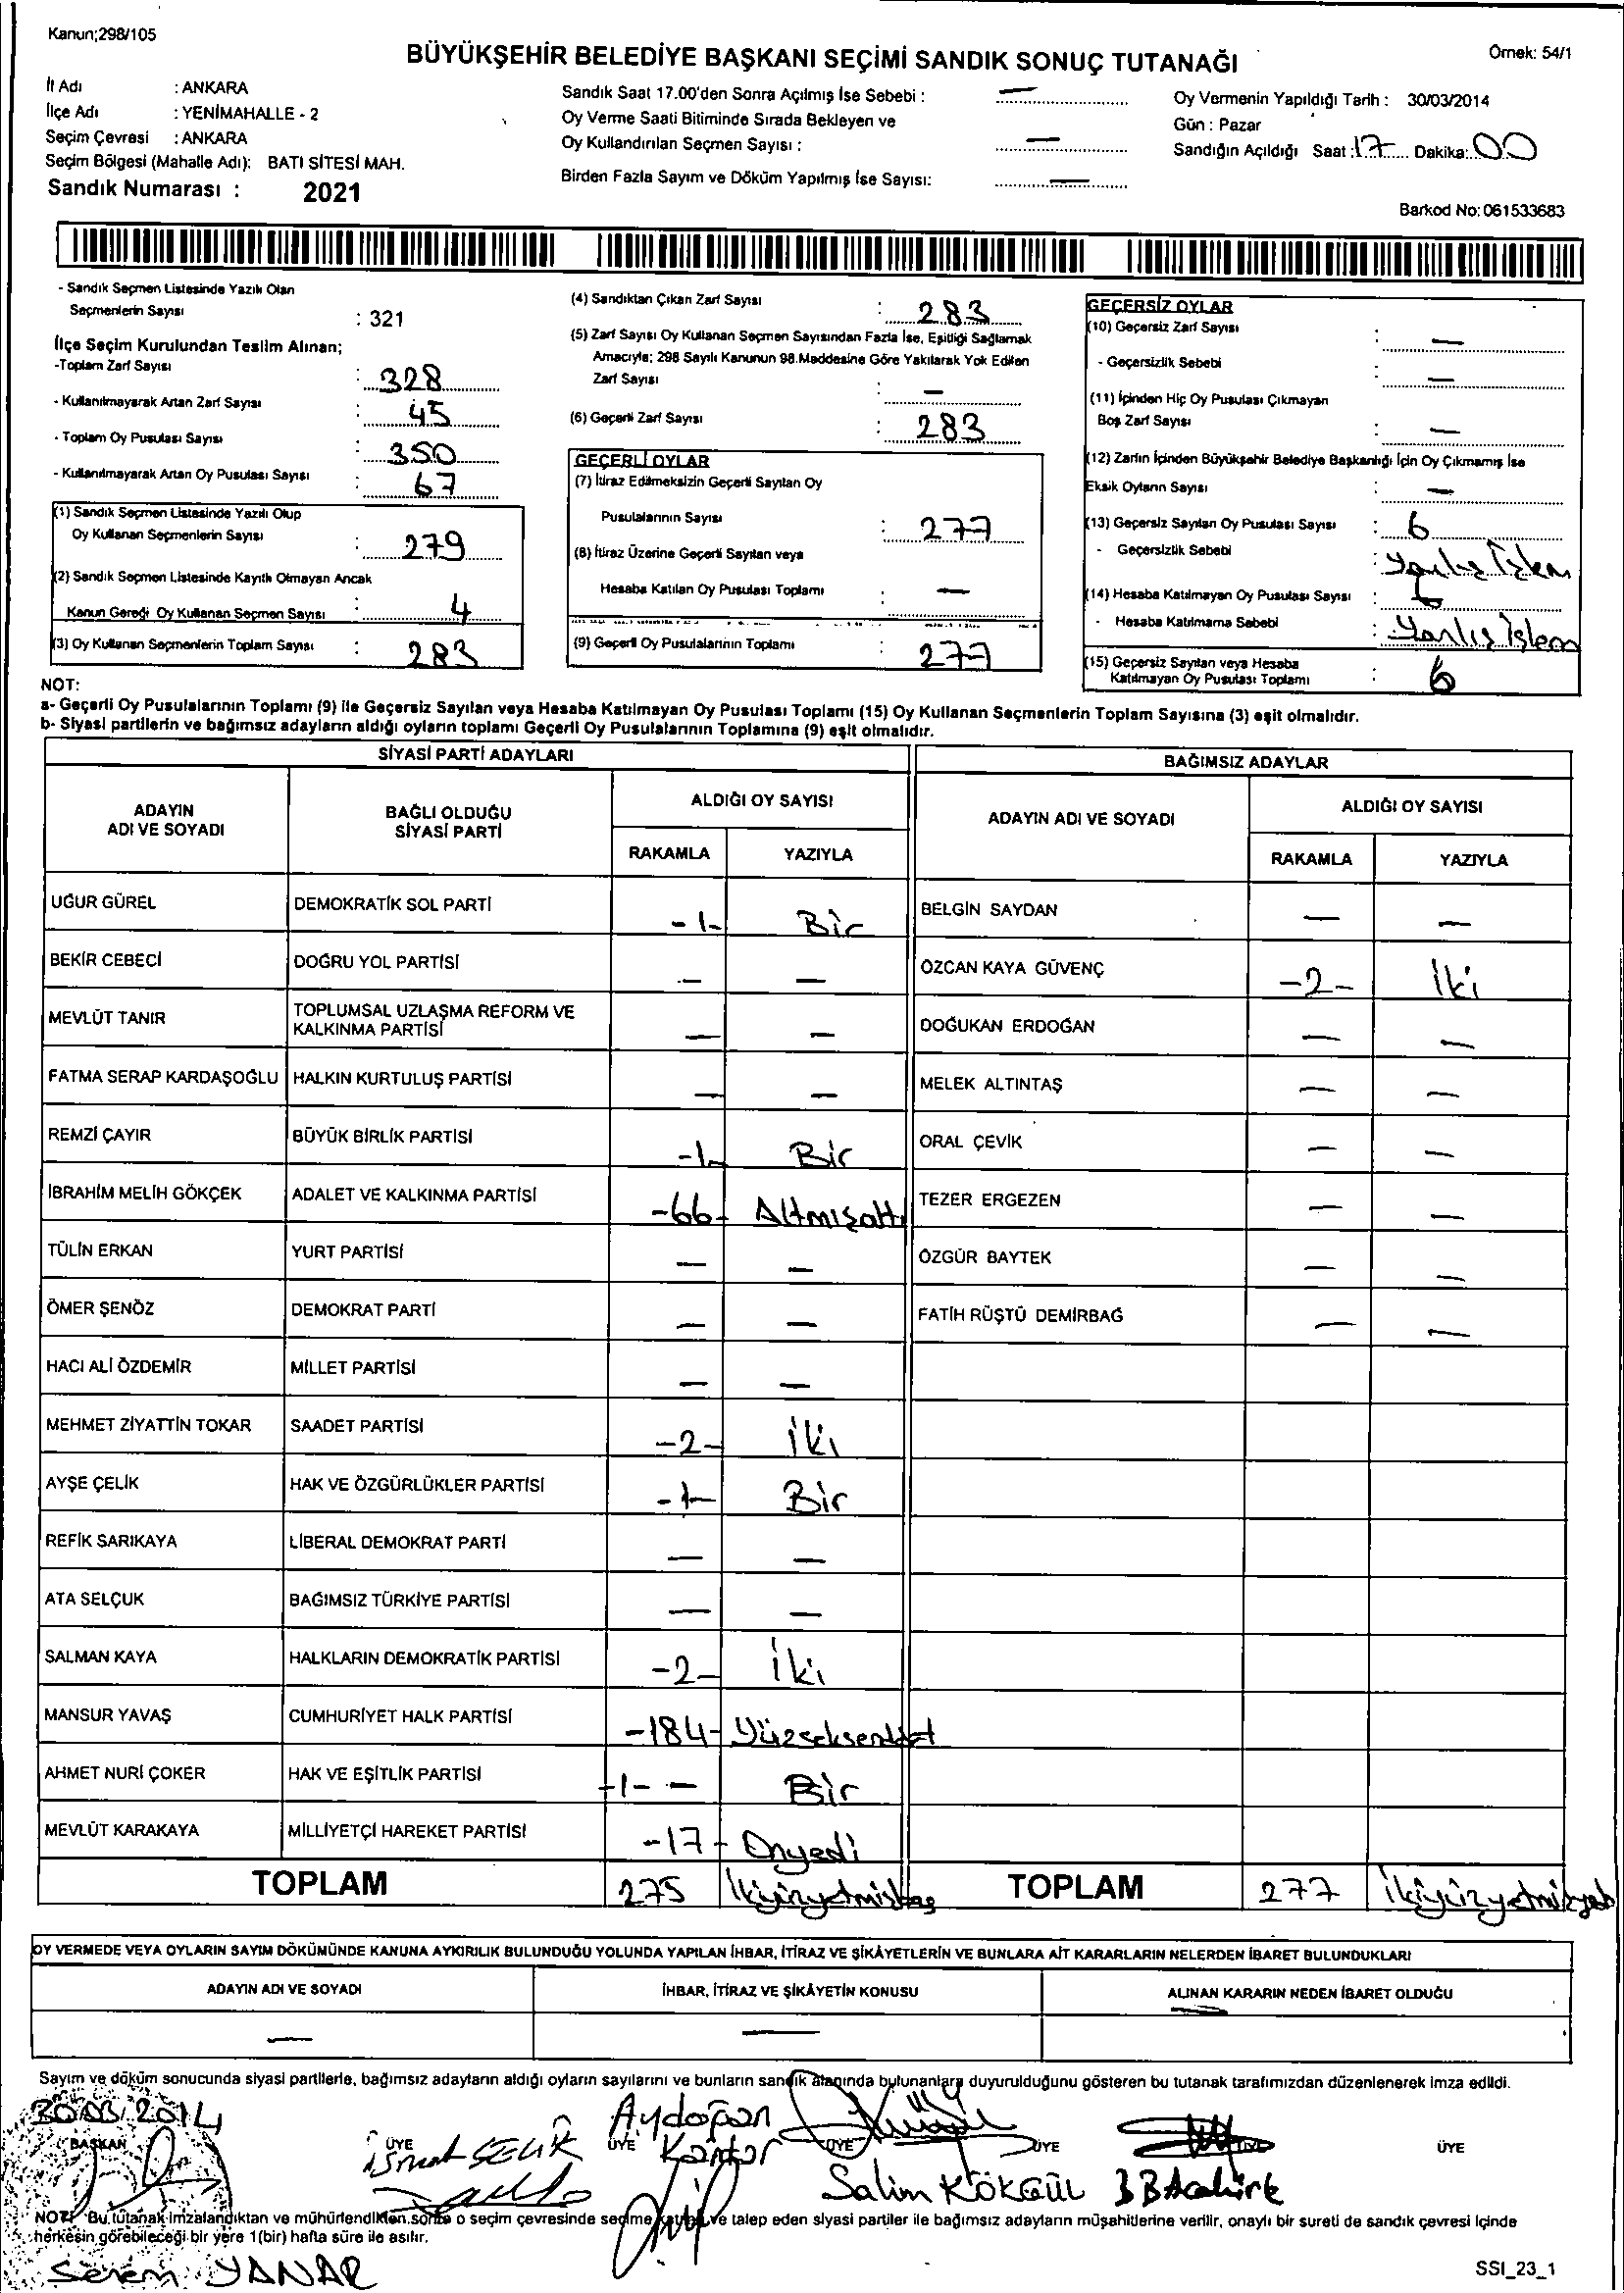 Kanun;298/105
BÜYÜKŞEHİR BELEDİYE BAŞKANI SEÇİMİ SANDIK SONUÇ TUTANAĞI
Örnek: 54/1
İl Adı : ANKARA
İlçe Adı : YENİMAHALLE - 2
Seçim Çevresi : ANKARA
Seçim Bölgesi (Mahalle Adı): BATI SİTESİ MAH.
Sandık Numarası : 2021
Sandık Saat 17.00'den Sonra Açılmış İse Sebebi : —
Oy Verme Saati Bitiminde Sırada Bekleyen ve
Oy Kullandırılan Seçmen Sayısı : —
Birden Fazla Sayım ve Döküm Yapılmış İse Sayısı: —
Oy Vermenin Yapıldığı Tarih : 30/03/2014
Gün : Pazar
Sandığın Açıldığı Saat : 17 Dakika: 00
Barkod No: 061533683
- Sandık Seçmen Listesinde Yazılı Olan
Seçmenlerin Sayısı : 321
İlçe Seçim Kurulundan Teslim Alınan;
-Toplam Zarf Sayısı : 328
- Kullanılmayarak Artan Zarf Sayısı : 45
- Toplam Oy Pusulası Sayısı : 350
- Kullanılmayarak Artan Oy Pusulası Sayısı : 67
(1) Sandık Seçmen Listesinde Yazılı Olup
Oy Kullanan Seçmenlerin Sayısı : 279
(2) Sandık Seçmen Listesinde Kayıtlı Olmayan Ancak
Kanun Gereği Oy Kullanan Seçmen Sayısı : 4
(3) Oy Kullanan Seçmenlerin Toplam Sayısı : 283
(4) Sandıktan Çıkan Zarf Sayısı : 283
(5) Zarf Sayısı Oy Kullanan Seçmen Sayısından Fazla İse, Eşitliği Sağlamak
Amacıyla; 298 Sayılı Kanunun 98.Maddesine Göre Yakılarak Yok Edilen
Zarf Sayısı : —
(6) Geçerli Zarf Sayısı : 283
GEÇERLİ OYLAR
(7) İtiraz Edilmeksizin Geçerli Sayılan Oy
Pusulalarının Sayısı : 277
(8) İtiraz Üzerine Geçerli Sayılan veya
Hesaba Katılan Oy Pusulası Toplamı : —
(9) Geçerli Oy Pusulalarının Toplamı : 277
GEÇERSİZ OYLAR
(10) Geçersiz Zarf Sayısı : —
- Geçersizlik Sebebi : —
(11) İçinden Hiç Oy Pusulası Çıkmayan
Boş Zarf Sayısı : —
(12) Zarfın İçinden Büyükşehir Belediye Başkanlığı İçin Oy Çıkmamış İse
Eksik Oyların Sayısı : —
(13) Geçersiz Sayılan Oy Pusulası Sayısı : 6
- Geçersizlik Sebebi : Yanlış İşlem
(14) Hesaba Katılmayan Oy Pusulası Sayısı : 6
- Hesaba Katılmama Sebebi : Yanlış İşlem
(15) Geçersiz Sayılan veya Hesaba
Katılmayan Oy Pusulası Toplamı : 6
NOT:
a- Geçerli Oy Pusulalarının Toplamı (9) ile Geçersiz Sayılan veya Hesaba Katılmayan Oy Pusulası Toplamı (15) Oy Kullanan Seçmenlerin Toplam Sayısına (3) eşit olmalıdır.
b- Siyasi partilerin ve bağımsız adayların aldığı oyların toplamı Geçerli Oy Pusulalarının Toplamına (9) eşit olmalıdır.
SİYASİ PARTİ ADAYLARI
ADAYIN ADI VE SOYADI
BAĞLI OLDUĞU SİYASİ PARTİ
ALDIĞI OY SAYISI
RAKAMLA YAZIYLA
UĞUR GÜREL DEMOKRATİK SOL PARTİ -1- Bir
BEKİR CEBECİ DOĞRU YOL PARTİSİ — —
MEVLÜT TANIR TOPLUMSAL UZLAŞMA REFORM VE KALKINMA PARTİSİ — —
FATMA SERAP KARDAŞOĞLU HALKIN KURTULUŞ PARTİSİ — —
REMZİ ÇAYIR BÜYÜK BİRLİK PARTİSİ -1- Bir
İBRAHİM MELİH GÖKÇEK ADALET VE KALKINMA PARTİSİ -66- Altmışaltı
TÜLİN ERKAN YURT PARTİSİ — —
ÖMER ŞENÖZ DEMOKRAT PARTİ — —
HACI ALİ ÖZDEMİR MİLLET PARTİSİ — —
MEHMET ZİYATTİN TOKAR SAADET PARTİSİ -2- İki
AYŞE ÇELİK HAK VE ÖZGÜRLÜKLER PARTİSİ -1- Bir
REFİK SARIKAYA LİBERAL DEMOKRAT PARTİ — —
ATA SELÇUK BAĞIMSIZ TÜRKİYE PARTİSİ — —
SALMAN KAYA HALKLARIN DEMOKRATİK PARTİSİ -2- İki
MANSUR YAVAŞ CUMHURİYET HALK PARTİSİ -184- Yüzseksendört
AHMET NURİ ÇOKER HAK VE EŞİTLİK PARTİSİ -1- — Bir
MEVLÜT KARAKAYA MİLLİYETÇİ HAREKET PARTİSİ -17- Onyedi
TOPLAM 275 İkiyüzyetmişbeş
BAĞIMSIZ ADAYLAR
ADAYIN ADI VE SOYADI
ALDIĞI OY SAYISI
RAKAMLA YAZIYLA
BELGİN SAYDAN — —
ÖZCAN KAYA GÜVENÇ -2- İki
DOĞUKAN ERDOĞAN — —
MELEK ALTINTAŞ — —
ORAL ÇEVİK — —
TEZER ERGEZEN — —
ÖZGÜR BAYTEK — —
FATİH RÜŞTÜ DEMİRBAĞ — —
TOPLAM 277 ikiyüzyetmişyedi
OY VERMEDE VEYA OYLARIN SAYIM DÖKÜMÜNDE KANUNA AYKIRILIK BULUNDUĞU YOLUNDA YAPILAN İHBAR, İTİRAZ VE ŞİKÂYETLERİN VE BUNLARA AİT KARARLARIN NELERDEN İBARET BULUNDUKLARI
ADAYIN ADI VE SOYADI İHBAR, İTİRAZ VE ŞİKÂYETİN KONUSU ALINAN KARARIN NEDEN İBARET OLDUĞU
— — —
Sayım ve döküm sonucunda siyasi partilerle, bağımsız adayların aldığı oyların sayılarını ve bunların sandık alanında bulunanlara duyurulduğunu gösteren bu tutanak tarafımızdan düzenlenerek imza edildi.
30.03.2014
BAŞKAN ÜYE ÜYE ÜYE ÜYE ÜYE ÜYE
İsmet ÇELİK
Aydoğan Kantar
Salim KÖKGÜL
NOT: Bu tutanak imzalandıktan ve mühürlendikten sonra o seçim çevresinde seçime katılan ve talep eden siyasi partiler ile bağımsız adayların müşahitlerine verilir, onaylı bir sureti de sandık çevresi içinde
herkesin görebileceği bir yere 1(bir) hafta süre ile asılır.
YANAR
SSI_23_1